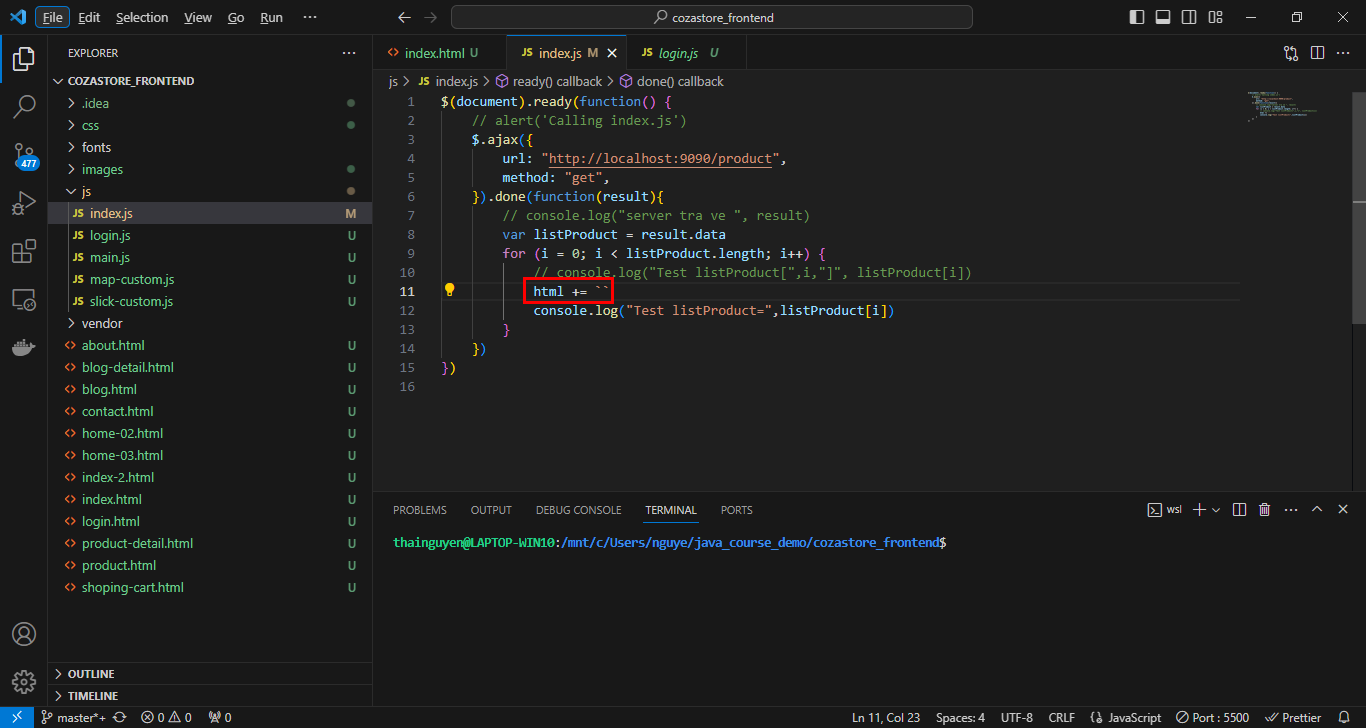 File Edit Selection View Go Run ··· cozastore_frontend
EXPLORER ···
COZASTORE_FRONTEND
.idea
css
fonts
images
js
JS index.js M
JS login.js U
JS main.js U
JS map-custom.js U
JS slick-custom.js U
vendor
<> about.html U
<> blog-detail.html U
<> blog.html U
<> contact.html U
<> home-02.html U
<> home-03.html U
<> index-2.html U
<> index.html U
<> login.html U
<> product-detail.html U
<> product.html U
<> shoping-cart.html U
OUTLINE
TIMELINE
477
<> index.html U JS index.js M JS login.js U
js > JS index.js > ready() callback > done() callback
1 $(document).ready(function() {
2 // alert('Calling index.js')
3 $.ajax({
4 url: "http://localhost:9090/product",
5 method: "get",
6 }).done(function(result){
7 // console.log("server tra ve ", result)
8 var listProduct = result.data
9 for (i = 0; i < listProduct.length; i++) {
10 // console.log("Test listProduct[",i,"]", listProduct[i])
11 html += ``
12 console.log("Test listProduct=",listProduct[i])
13 }
14 })
15 })
16
PROBLEMS OUTPUT DEBUG CONSOLE TERMINAL PORTS wsl ···
thainguyen@LAPTOP-WIN10:/mnt/c/Users/nguye/java_course_demo/cozastore_frontend$
master*+ 0 0 0 Ln 11, Col 23 Spaces: 4 UTF-8 CRLF {} JavaScript Port : 5500 Prettier